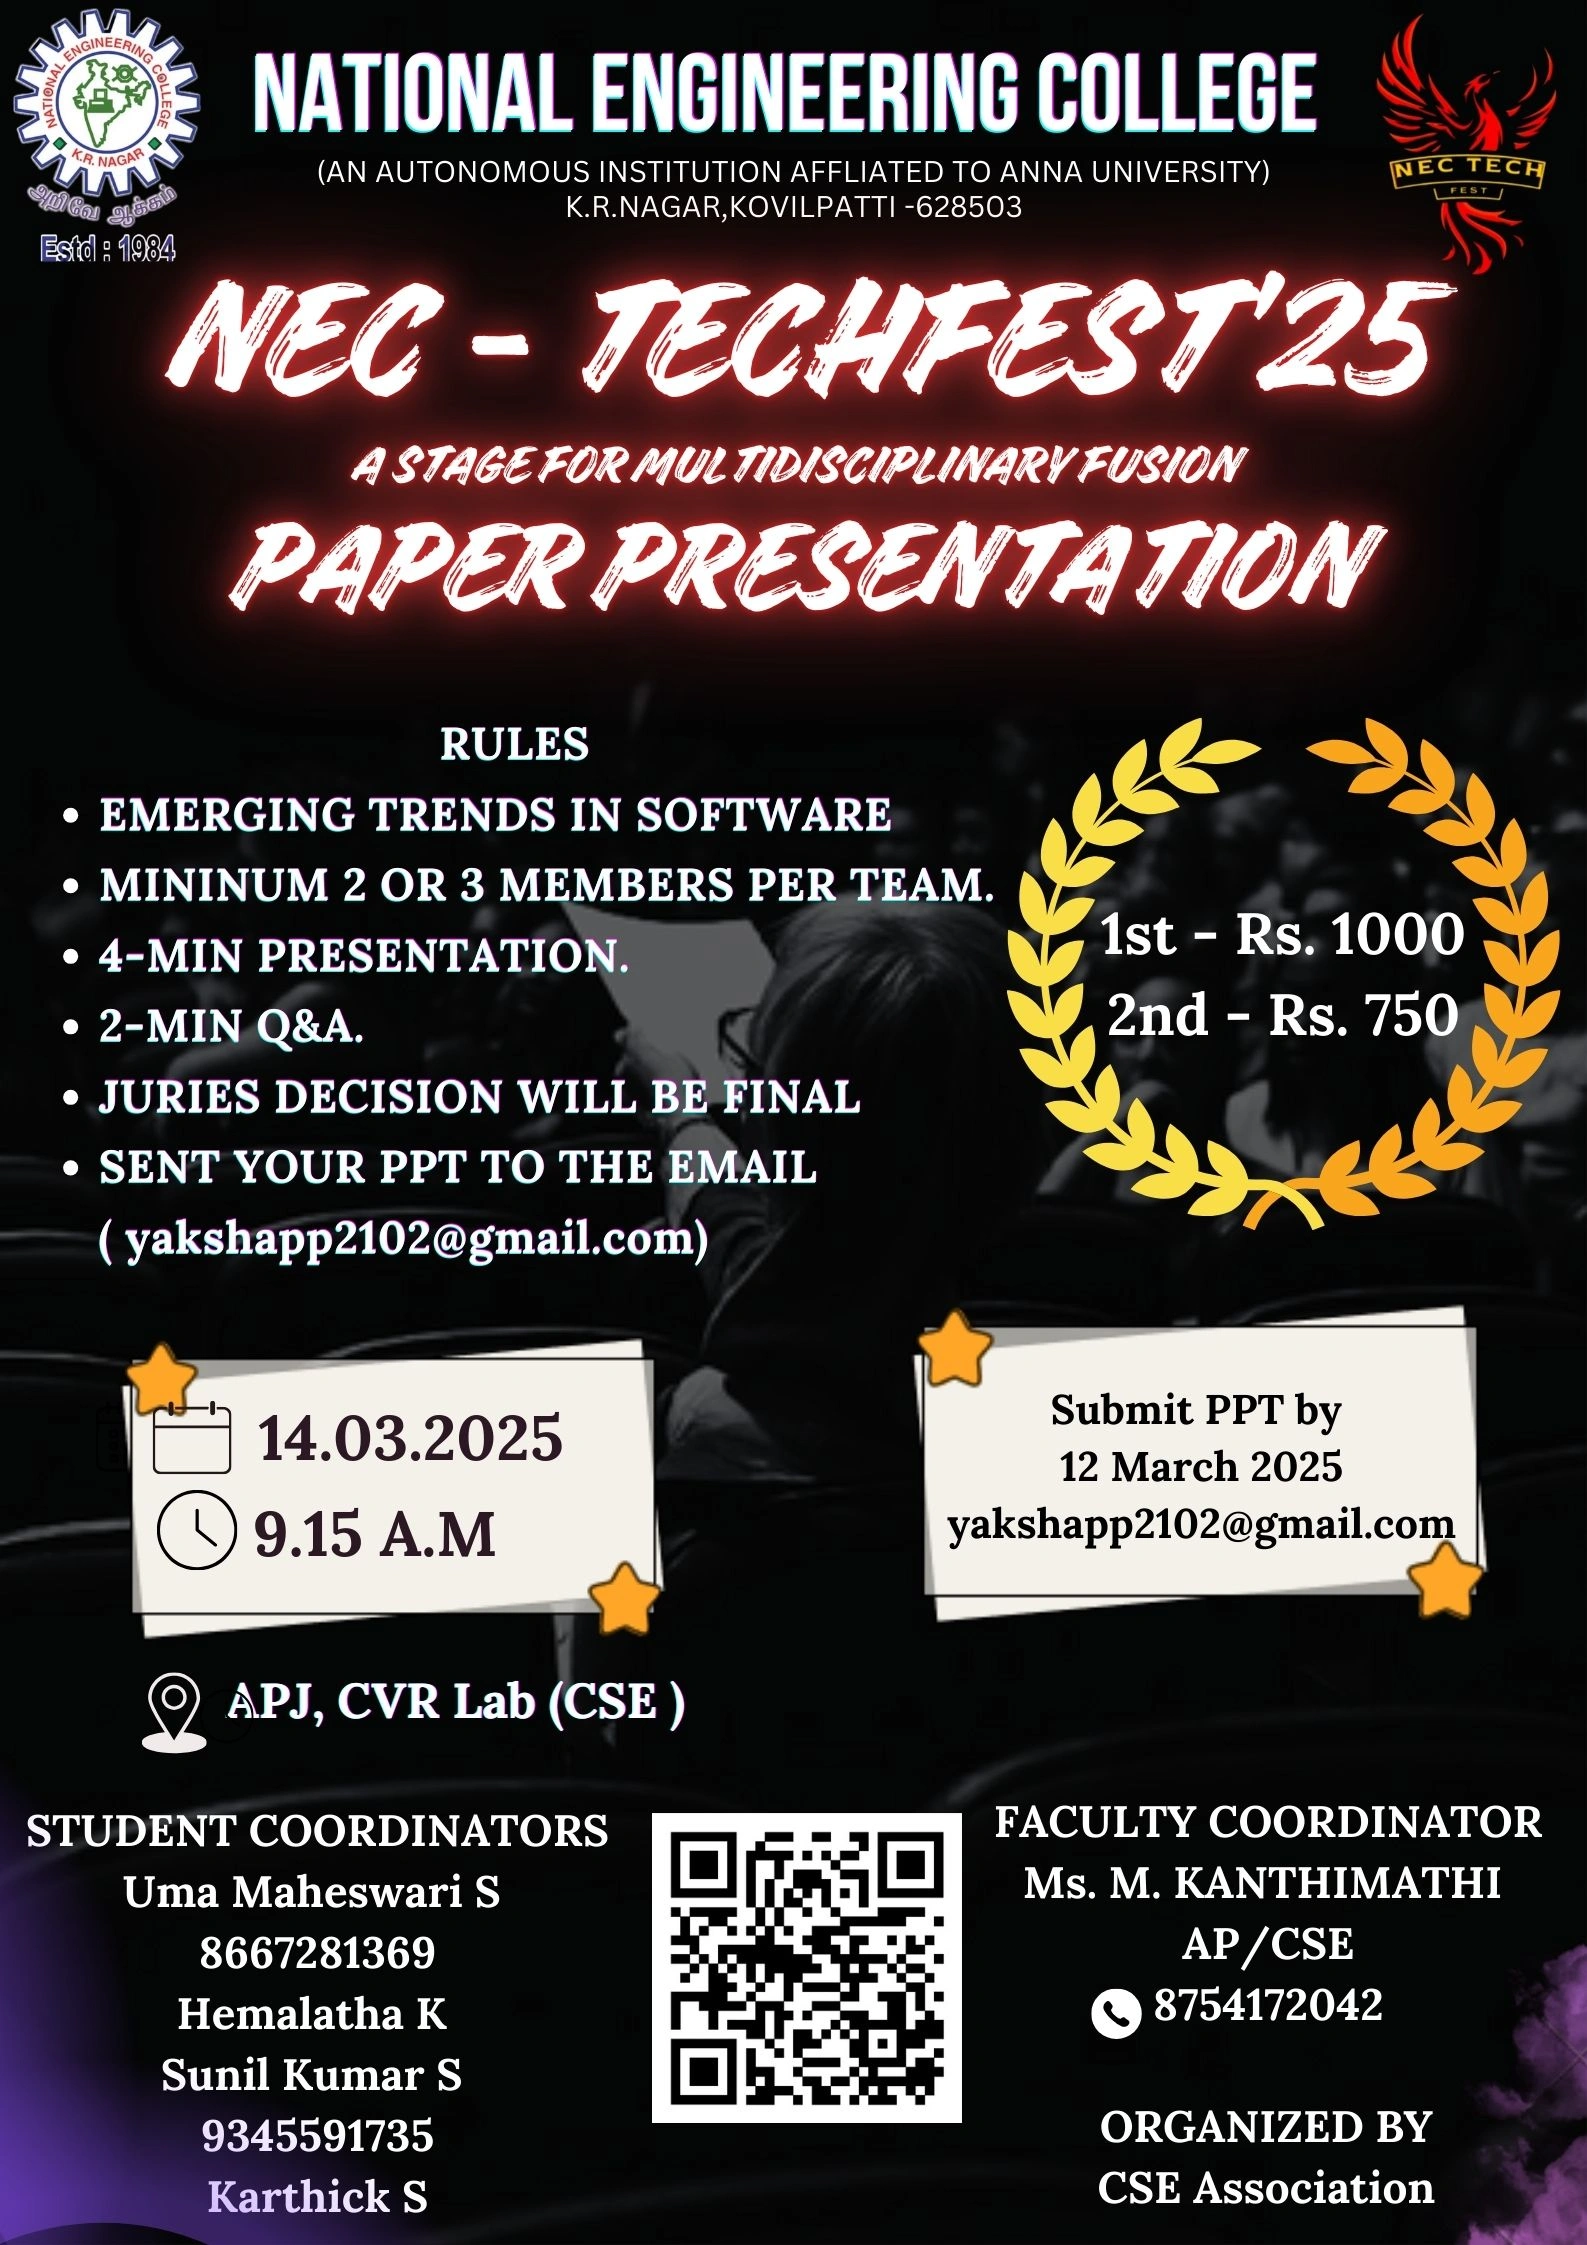 NATIONAL ENGINEERING COLLEGE
K.R. NAGAR
அறிவே ஆக்கம்
Estd : 1984
NATIONAL ENGINEERING COLLEGE
(AN AUTONOMOUS INSTITUTION AFFLIATED TO ANNA UNIVERSITY)
K.R.NAGAR,KOVILPATTI -628503
NEC TECH
FEST
NEC - TECHFEST'25
A STAGE FOR MULTIDISCIPLINARY FUSION
PAPER PRESENTATION
RULES
• EMERGING TRENDS IN SOFTWARE
• MININUM 2 OR 3 MEMBERS PER TEAM.
• 4-MIN PRESENTATION.
• 2-MIN Q&A.
• JURIES DECISION WILL BE FINAL
• SENT YOUR PPT TO THE EMAIL
( yakshapp2102@gmail.com)
1st - Rs. 1000
2nd - Rs. 750
14.03.2025
9.15 A.M
Submit PPT by
12 March 2025
yakshapp2102@gmail.com
APJ, CVR Lab (CSE )
STUDENT COORDINATORS
Uma Maheswari S
8667281369
Hemalatha K
Sunil Kumar S
9345591735
Karthick S
FACULTY COORDINATOR
Ms. M. KANTHIMATHI
AP/CSE
8754172042
ORGANIZED BY
CSE Association